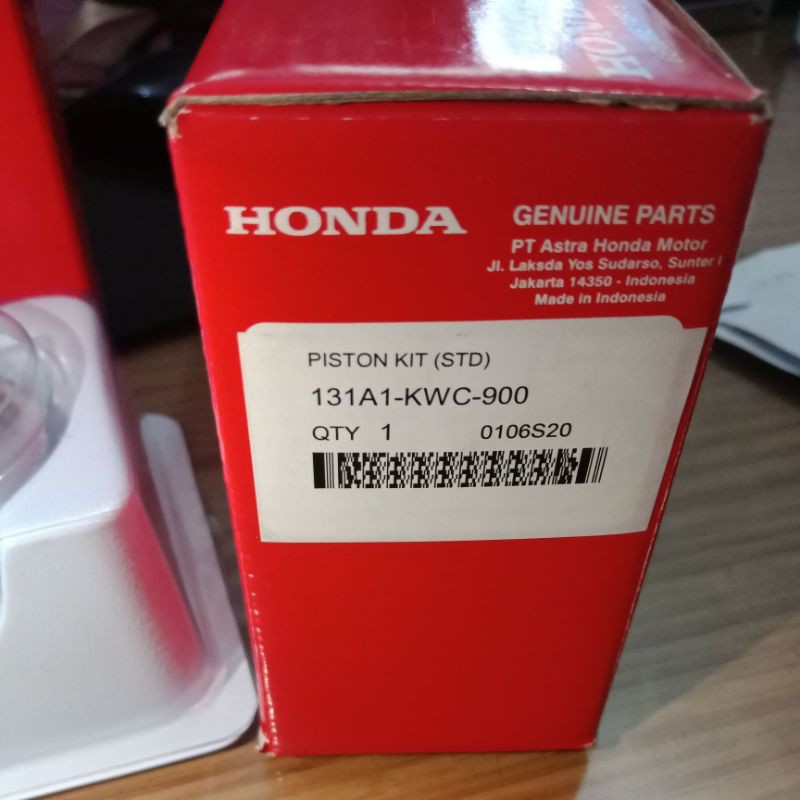 HONDA
GENUINE PARTS
PT Astra Honda Motor
Jl. Laksda Yos Sudarso, Sunter I
Jakarta 14350 - Indonesia
Made in Indonesia
PISTON KIT (STD)
131A1-KWC-900
QTY 1 0106S20